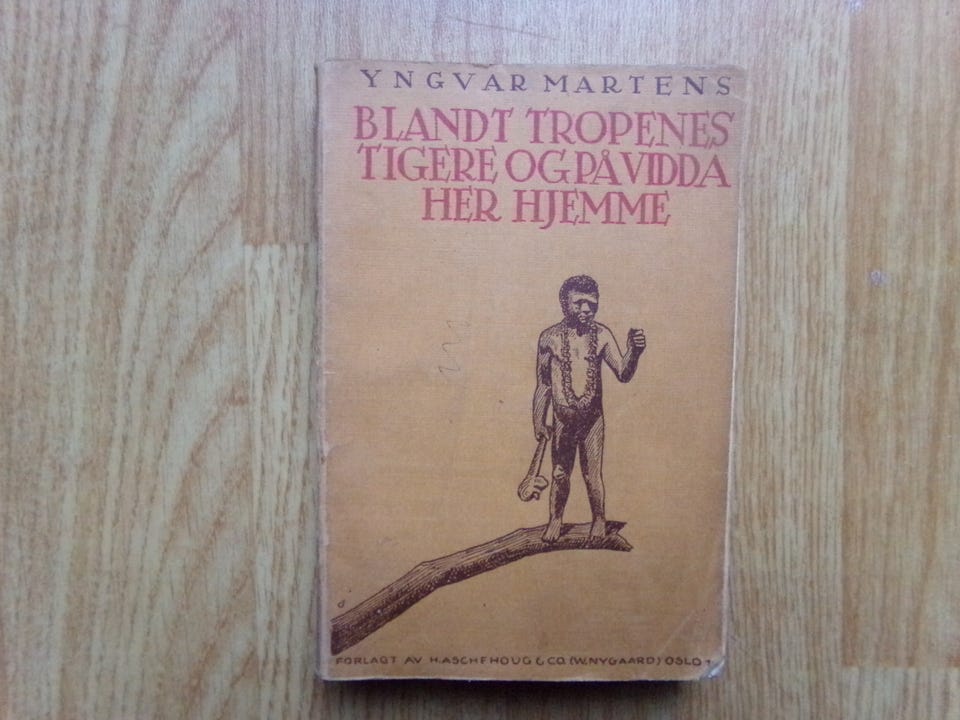 YNGVAR MARTENS
BLANDT TROPENES
TIGERE OG PÅ VIDDA
HER HJEMME
FORLAGT AV H. ASCHEHOUG & CO. (W. NYGAARD) OSLO